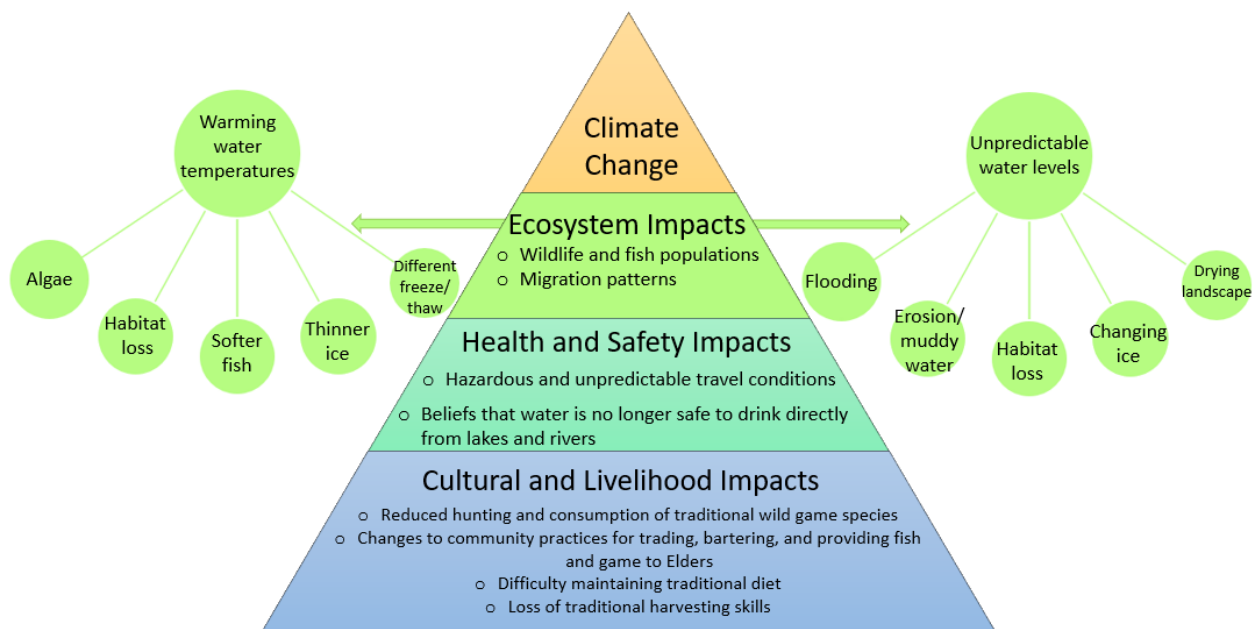 Climate
Change
Warming
water
temperatures
Algae
Habitat
loss
Softer
fish
Thinner
ice
Different
freeze/
thaw
Unpredictable
water levels
Flooding
Erosion/
muddy
water
Habitat
loss
Changing
ice
Drying
landscape
Ecosystem Impacts
o Wildlife and fish populations
o Migration patterns
Health and Safety Impacts
o Hazardous and unpredictable travel conditions
o Beliefs that water is no longer safe to drink directly
from lakes and rivers
Cultural and Livelihood Impacts
o Reduced hunting and consumption of traditional wild game species
o Changes to community practices for trading, bartering, and providing fish
and game to Elders
o Difficulty maintaining traditional diet
o Loss of traditional harvesting skills